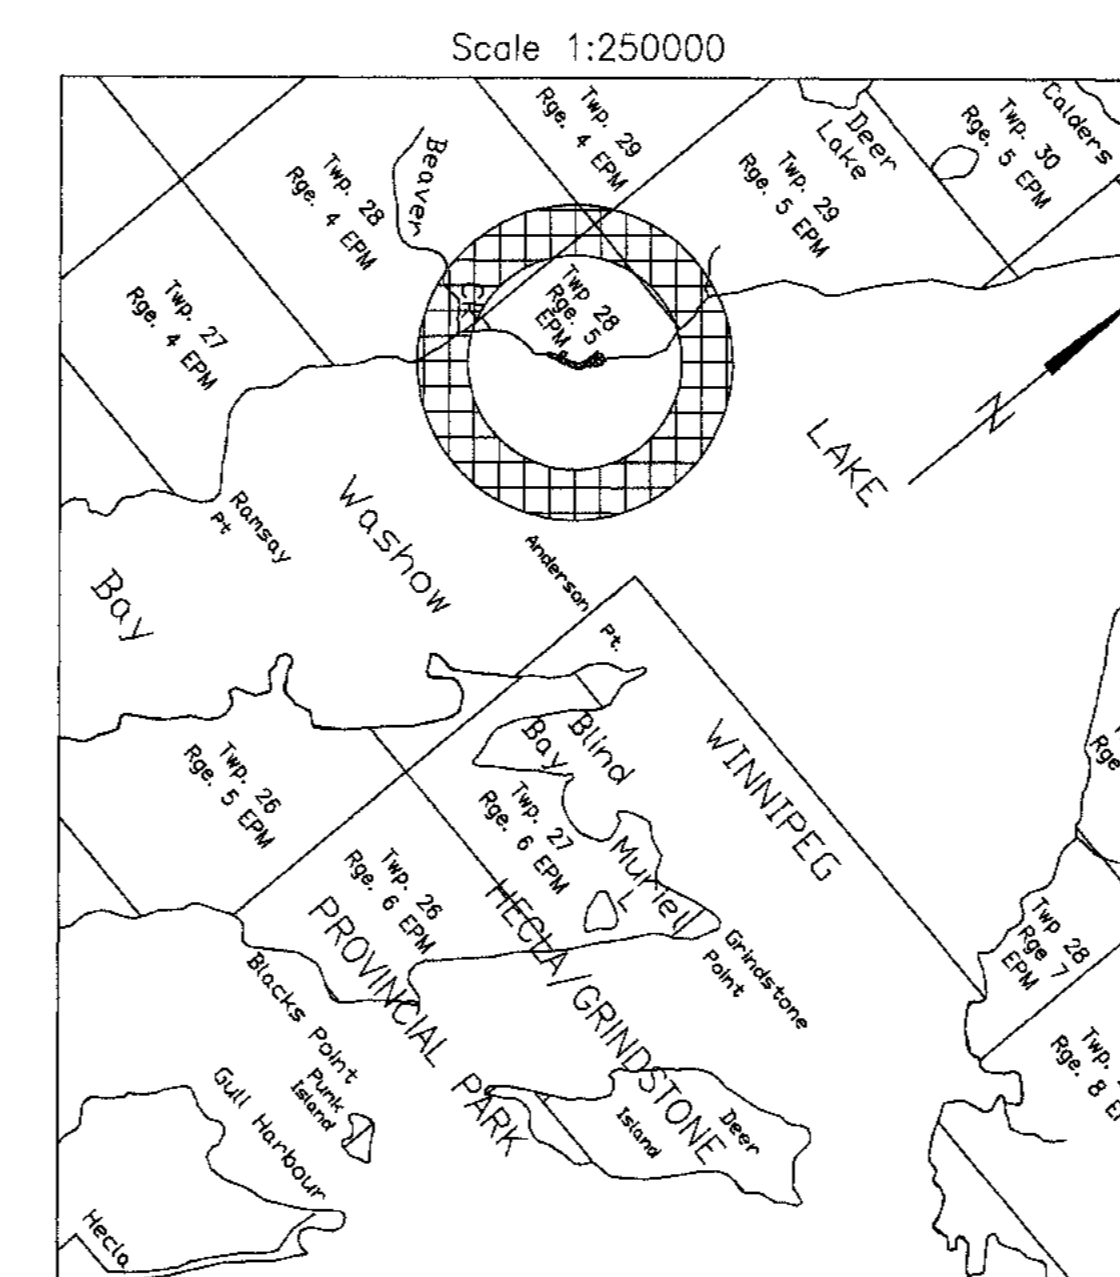 Scale 1:250000
Twp. 29
Rge. 4 EPM
Beaver
CR
Twp. 28
Rge. 4 EPM
Deer
Lake
Twp. 30
Rge. 5 EPM
Calders
Twp. 29
Rge. 5 EPM
Twp. 27
Rge. 4 EPM
Twp 28
Rge. 5
EPM
N
LAKE
Ramsay
Pt
Washow
Bay
Anderson
Pt.
Blind
Bay
WINNIPEG
Rge
Twp. 26
Rge. 5 EPM
Twp. 27
Rge. 6 EPM
Muriel
L
Twp. 26
Rge. 6 EPM
HECLA/GRINDSTONE
PROVINCIAL PARK
Grindstone
Point
Twp 28
Rge 7
EPM
Blacks Point
Twp.
Rge. 8
Punk
Island
Gull Harbour
Deer
Island
Hecla